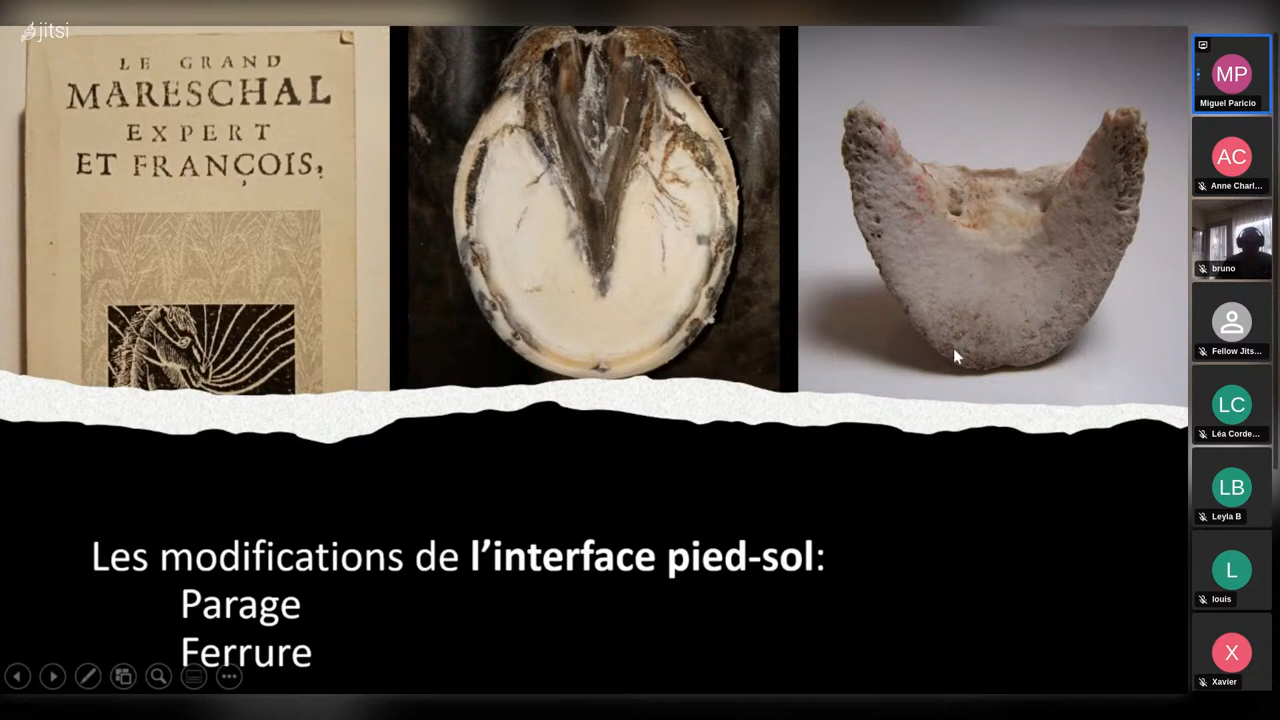 jitsi
LE GRAND
MARESCHAL
EXPERT
ET FRANÇOIS,
Les modifications de l’interface pied-sol:
Parage
Ferrure
MP
Miguel Paricio
AC
Anne Charl...
bruno
Fellow Jits...
LC
Léa Corde...
LB
Leyla B
L
louis
X
Xavier